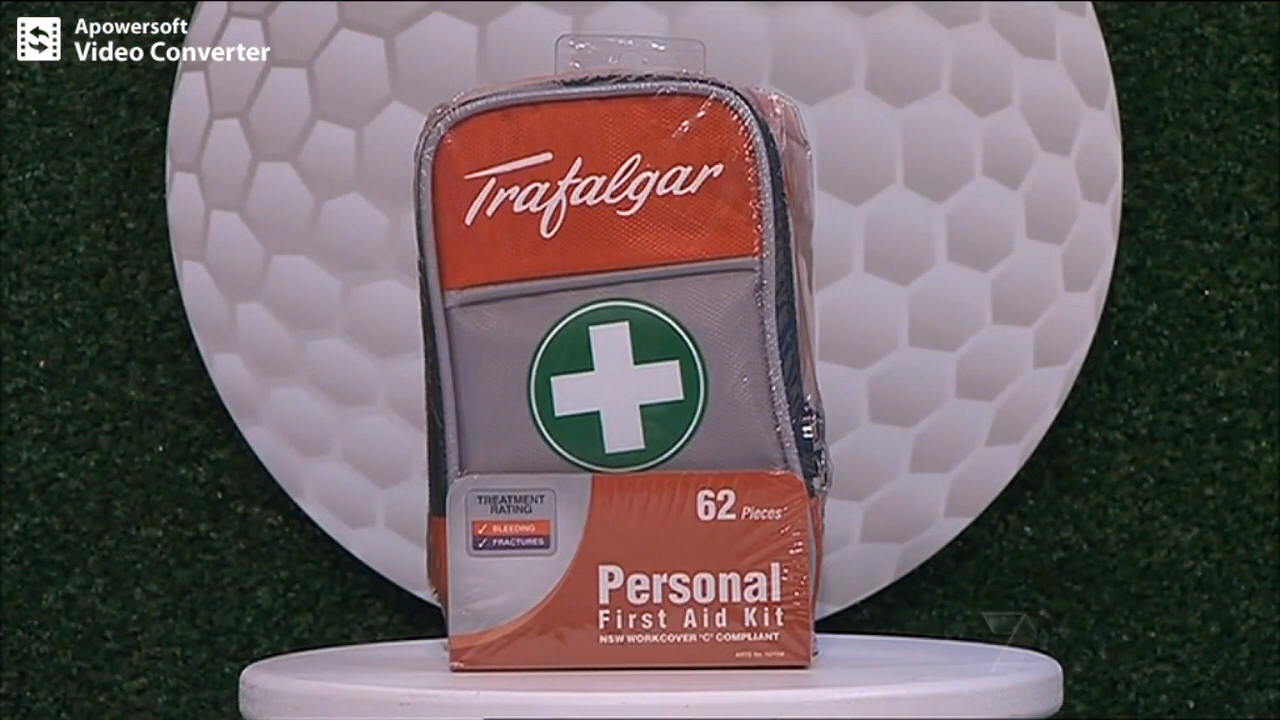 Apowersoft
Video Converter
Trafalgar
TREATMENT
RATING
✓ BLEEDING
✓ FRACTURES
62 Pieces
Personal
First Aid Kit
NSW WORKCOVER "C" COMPLIANT